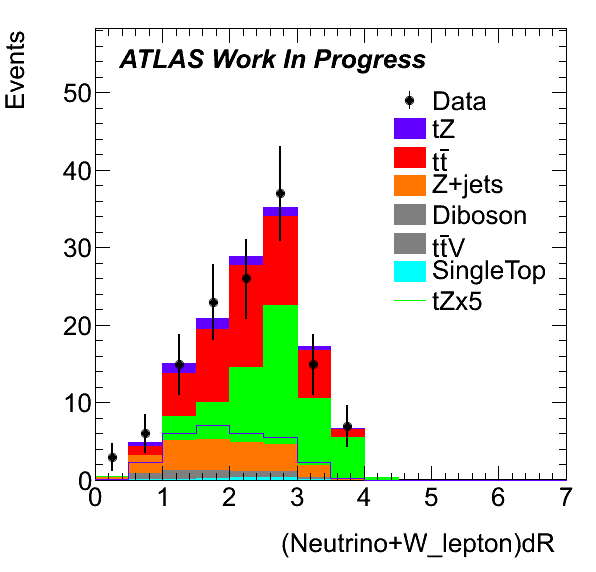 Events
ATLAS Work In Progress
Data
tZ
tt̄
Z+jets
Diboson
tt̄V
SingleTop
tZx5
50
40
30
20
10
0
0 1 2 3 4 5 6 7
(Neutrino+W_lepton)dR